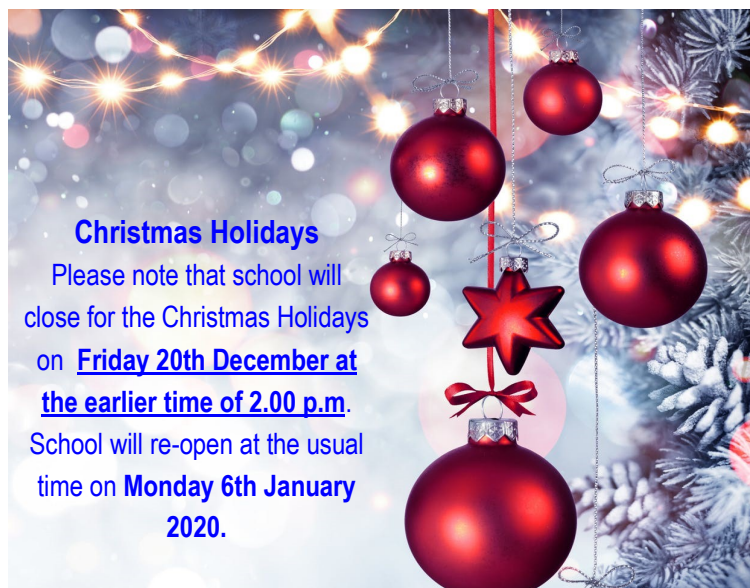 Christmas Holidays
Please note that school will
close for the Christmas Holidays
on Friday 20th December at
the earlier time of 2.00 p.m.
School will re-open at the usual
time on Monday 6th January
2020.